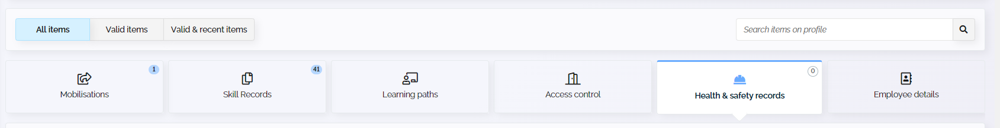 All items
Valid items
Valid & recent items
Search items on profile
1
Mobilisations
41
Skill Records
Learning paths
Access control
0
Health & safety records
Employee details